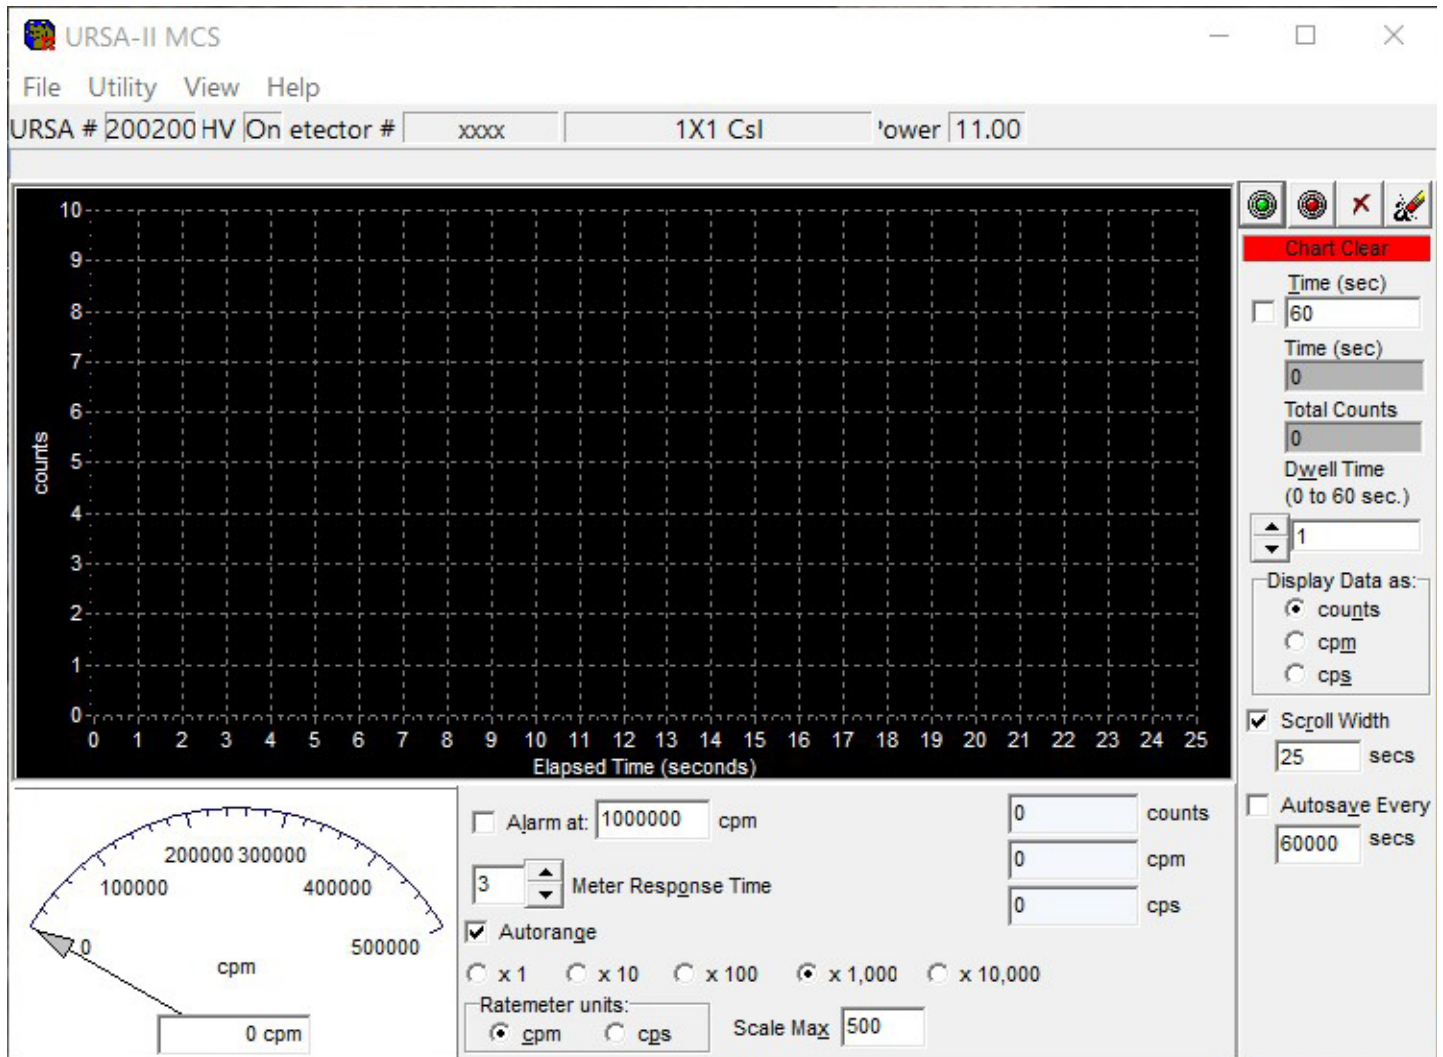 URSA-II MCS
File Utility View Help
URSA # 200200 HV On etector # xxxx 1X1 CsI Power 11.00
10
9
8
7
6
5
4
3
2
1
0
counts
0 1 2 3 4 5 6 7 8 9 10 11 12 13 14 15 16 17 18 19 20 21 22 23 24 25
Elapsed Time (seconds)
Chart Clear
Time (sec)
60
Time (sec)
0
Total Counts
0
Dwell Time
(0 to 60 sec.)
1
Display Data as:
counts
cpm
cps
Scroll Width
25 secs
Autosave Every
60000 secs
0 100000 200000 300000 400000 500000
cpm
0 cpm
Alarm at: 1000000 cpm
3 Meter Response Time
Autorange
x 1 x 10 x 100 x 1,000 x 10,000
Ratemeter units:
cpm cps
Scale Max 500
0 counts
0 cpm
0 cps